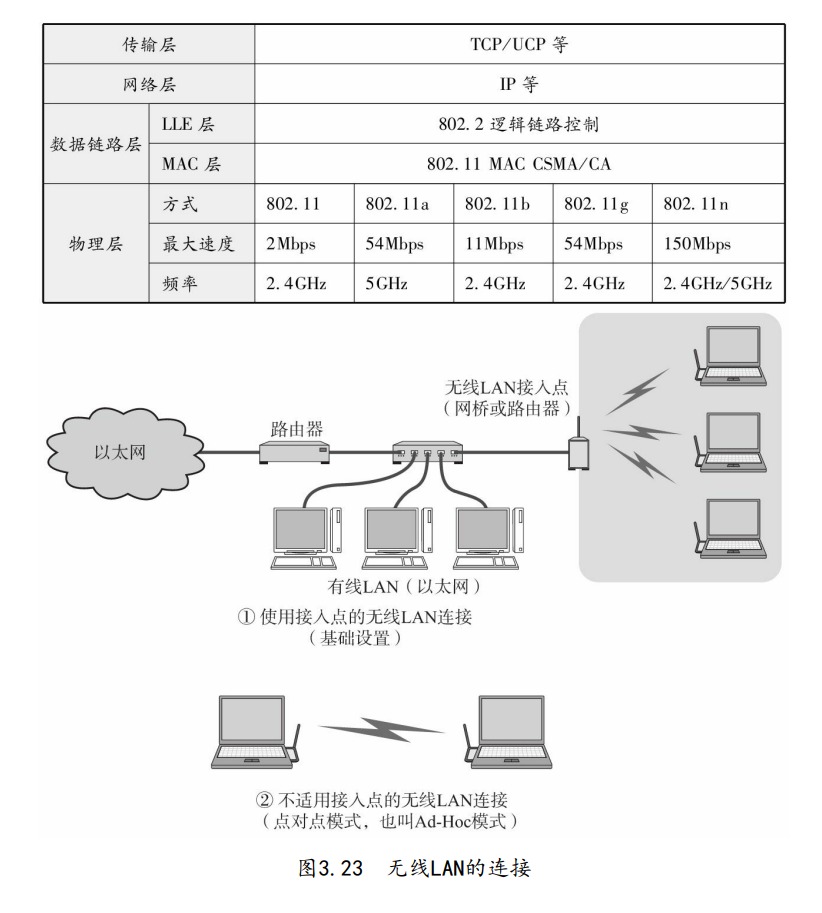 传输层 TCP/UCP 等
网络层 IP 等
数据链路层 LLE 层 802.2 逻辑链路控制
MAC 层 802.11 MAC CSMA/CA
物理层 方式 802.11 802.11a 802.11b 802.11g 802.11n
最大速度 2Mbps 54Mbps 11Mbps 54Mbps 150Mbps
频率 2.4GHz 5GHz 2.4GHz 2.4GHz 2.4GHz/5GHz
无线LAN接入点
（网桥或路由器）
路由器
以太网
有线LAN（以太网）
① 使用接入点的无线LAN连接
（基础设置）
② 不适用接入点的无线LAN连接
（点对点模式，也叫Ad-Hoc模式）
图3.23 无线LAN的连接